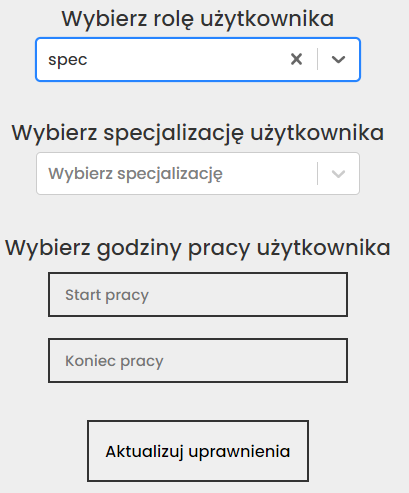 Wybierz rolę użytkownika
spec
Wybierz specjalizację użytkownika
Wybierz specjalizację
Wybierz godziny pracy użytkownika
Start pracy
Koniec pracy
Aktualizuj uprawnienia